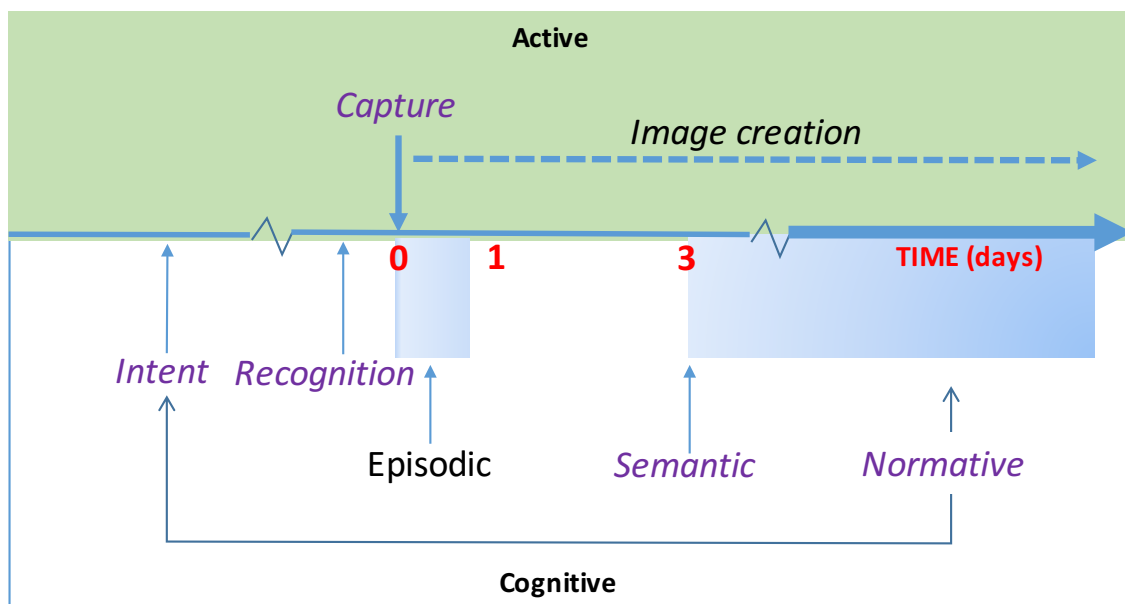 Active
Capture
Image creation
0
1
3
TIME (days)
Intent
Recognition
Episodic
Semantic
Normative
Cognitive